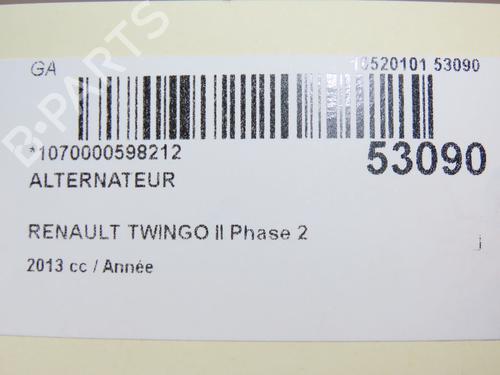 GA
10520101 53090
*1070000598212
53090
ALTERNATEUR
RENAULT TWINGO II Phase 2
2013 cc / Année
B-PARTS